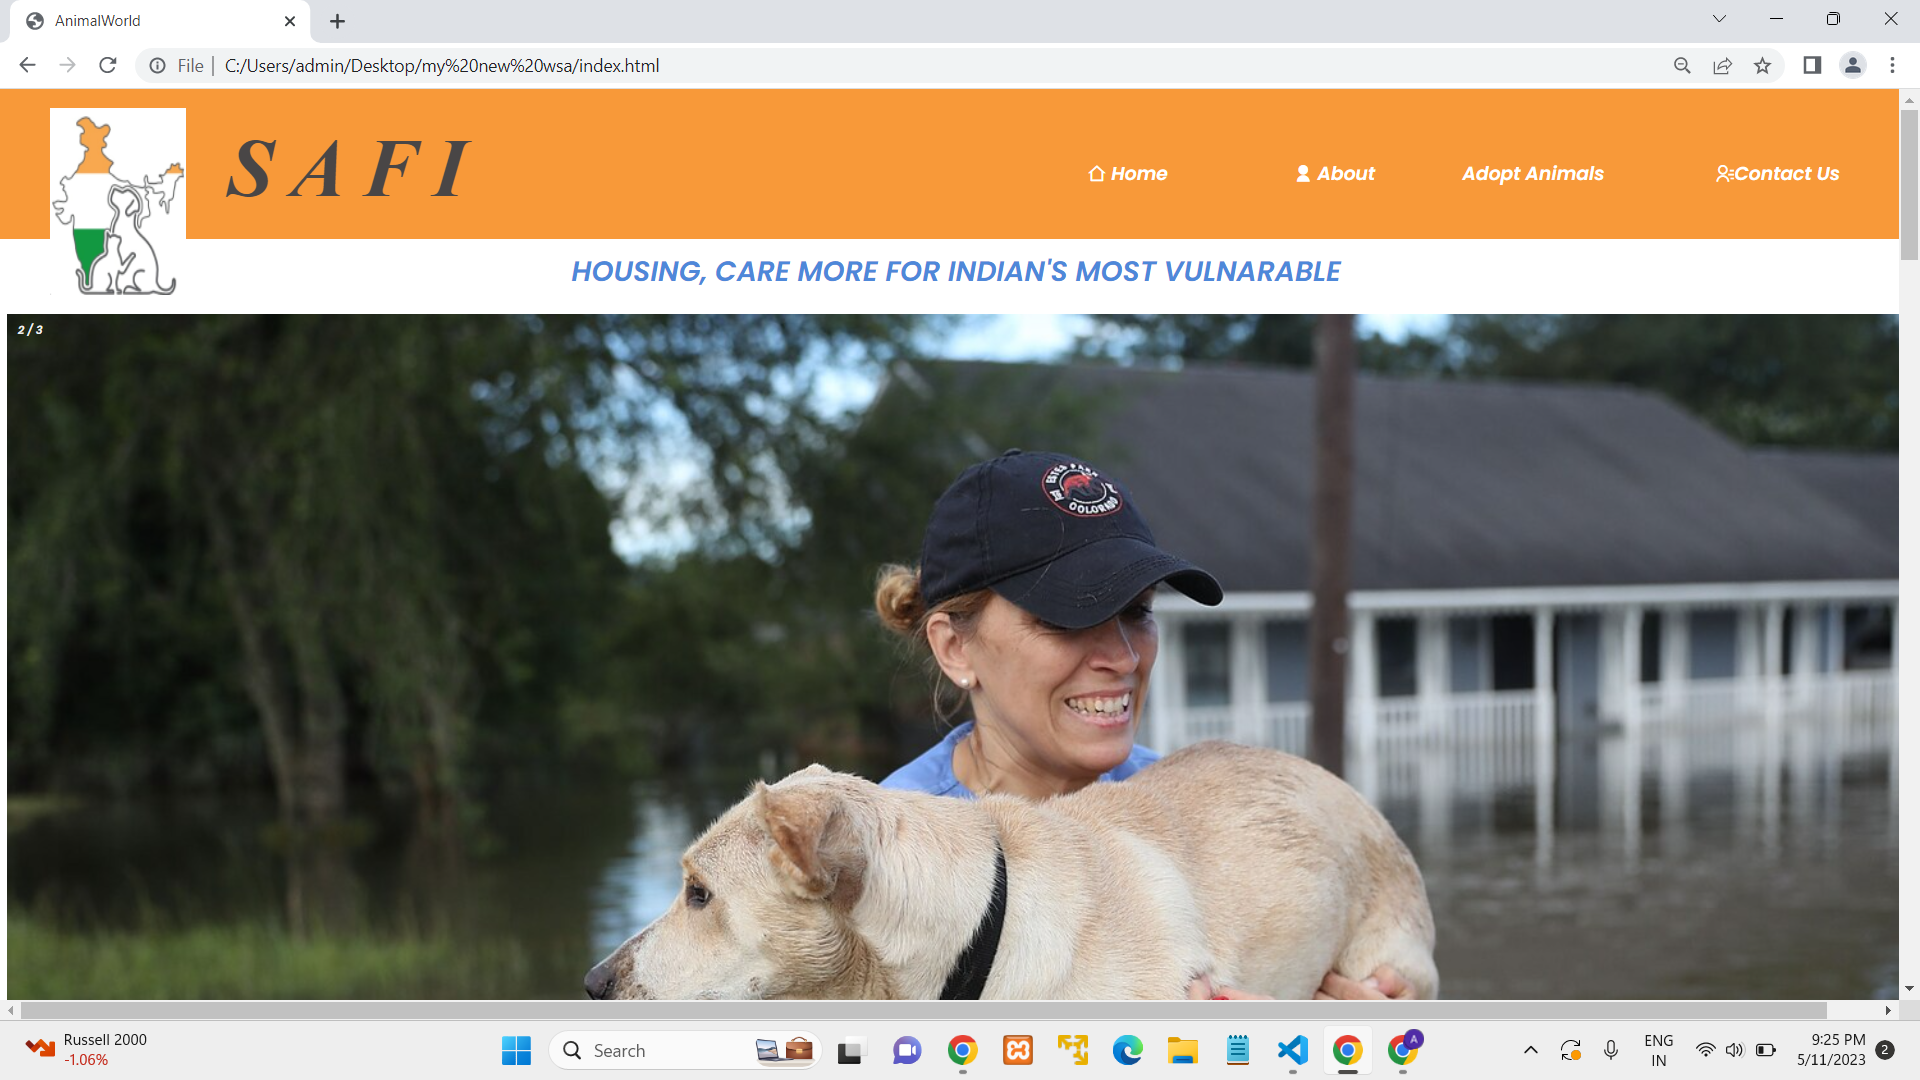 AnimalWorld
File
C:/Users/admin/Desktop/my%20new%20wsa/index.html
SAFI
Home
About
Adopt Animals
Contact Us
HOUSING, CARE MORE FOR INDIAN'S MOST VULNARABLE
2 / 3
ESTES PARK
COLORADO
Russell 2000
-1.06%
Search
A
ENG
IN
9:25 PM
5/11/2023
2